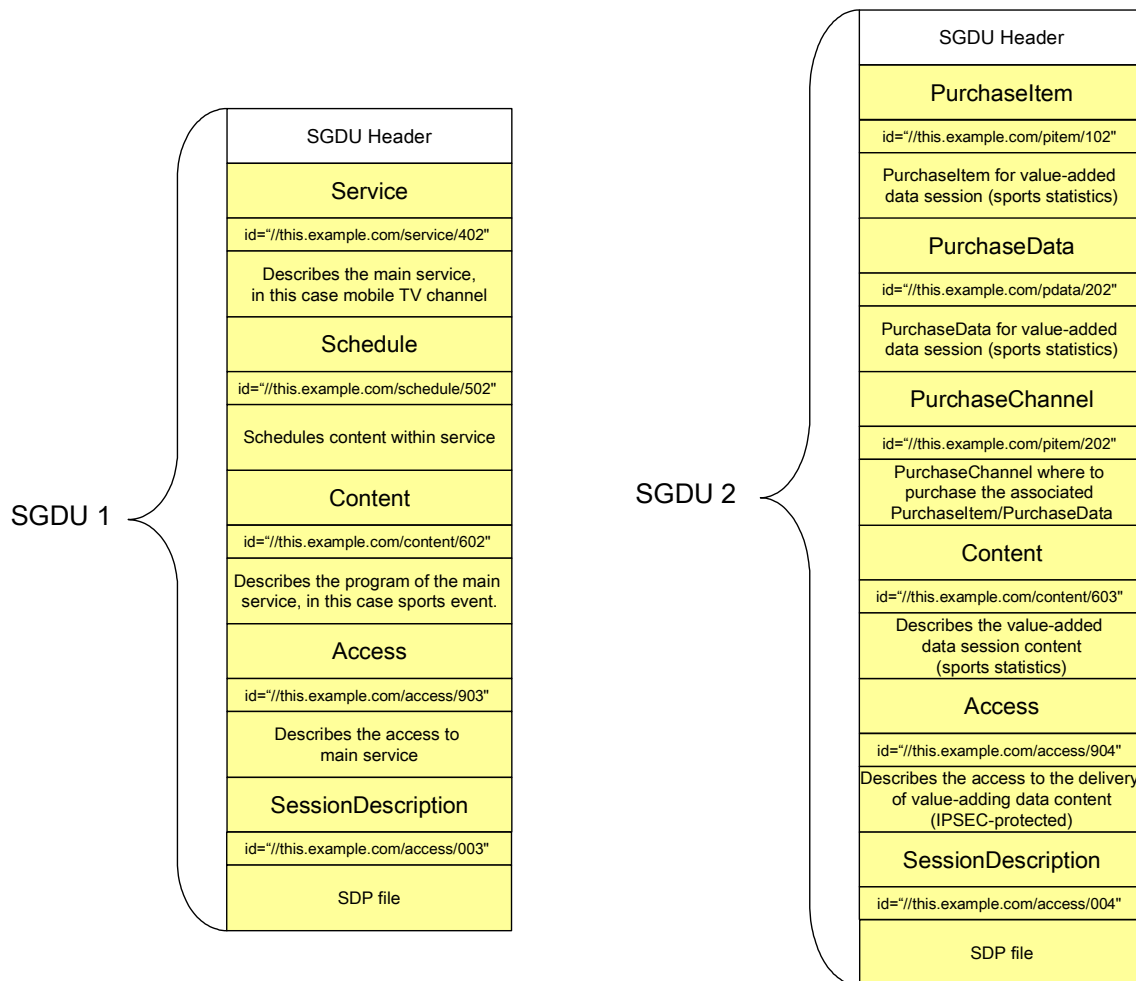 SGDU 1
SGDU Header
Service
id=“//this.example.com/service/402"
Describes the main service,
in this case mobile TV channel
Schedule
id=“//this.example.com/schedule/502"
Schedules content within service
Content
id=“//this.example.com/content/602"
Describes the program of the main
service, in this case sports event.
Access
id=“//this.example.com/access/903"
Describes the access to
main service
SessionDescription
id=“//this.example.com/access/003"
SDP file
SGDU 2
SGDU Header
PurchaseItem
id=“//this.example.com/pitem/102"
PurchaseItem for value-added
data session (sports statistics)
PurchaseData
id=“//this.example.com/pdata/202"
PurchaseData for value-added
data session (sports statistics)
PurchaseChannel
id=“//this.example.com/pitem/202"
PurchaseChannel where to
purchase the associated
PurchaseItem/PurchaseData
Content
id=“//this.example.com/content/603"
Describes the value-added
data session content
(sports statistics)
Access
id=“//this.example.com/access/904"
Describes the access to the delivery
of value-adding data content
(IPSEC-protected)
SessionDescription
id=“//this.example.com/access/004"
SDP file